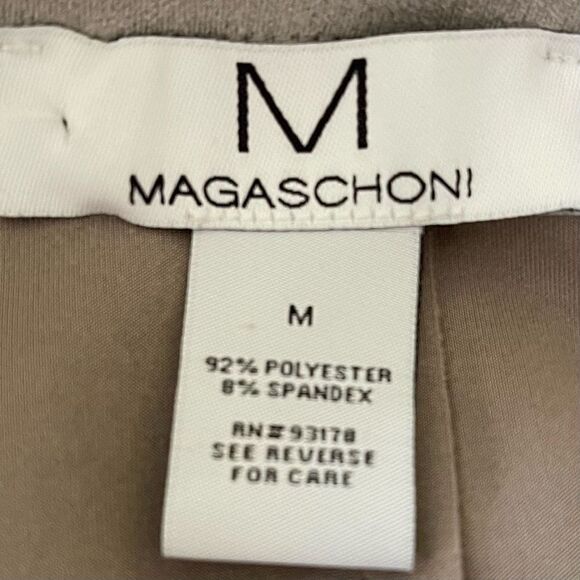 M
MAGASCHONI
M
92% POLYESTER
8% SPANDEX
RN#93178
SEE REVERSE
FOR CARE